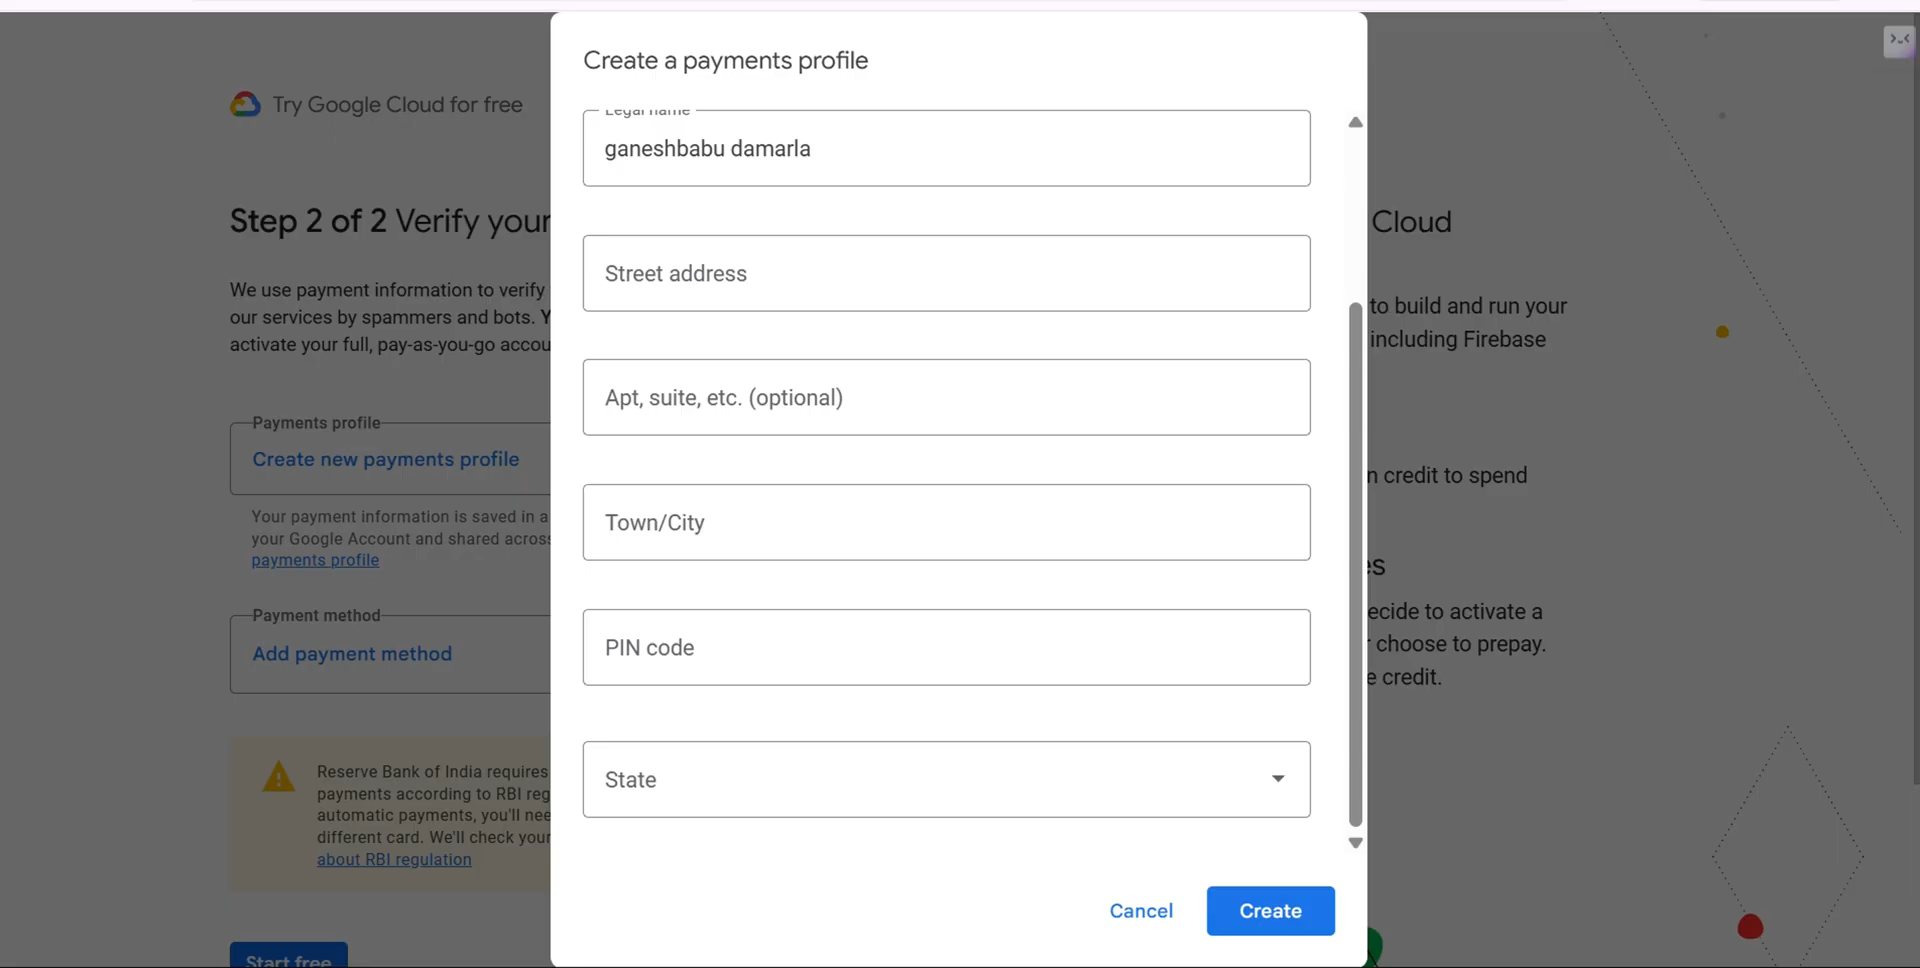 Create a payments profile
Legal name
ganeshbabu damarla
Street address
Apt, suite, etc. (optional)
Town/City
PIN code
State
Cancel
Create
Try Google Cloud for free
Step 2 of 2 Verify your
We use payment information to verify
our services by spammers and bots. Y
activate your full, pay-as-you-go accou
Payments profile
Create new payments profile
Your payment information is saved in a
your Google Account and shared across
payments profile
Payment method
Add payment method
Reserve Bank of India requires
payments according to RBI reg
automatic payments, you'll nee
different card. We'll check your
about RBI regulation
Start free
Cloud
to build and run your
including Firebase
n credit to spend
es
ecide to activate a
r choose to prepay.
e credit.